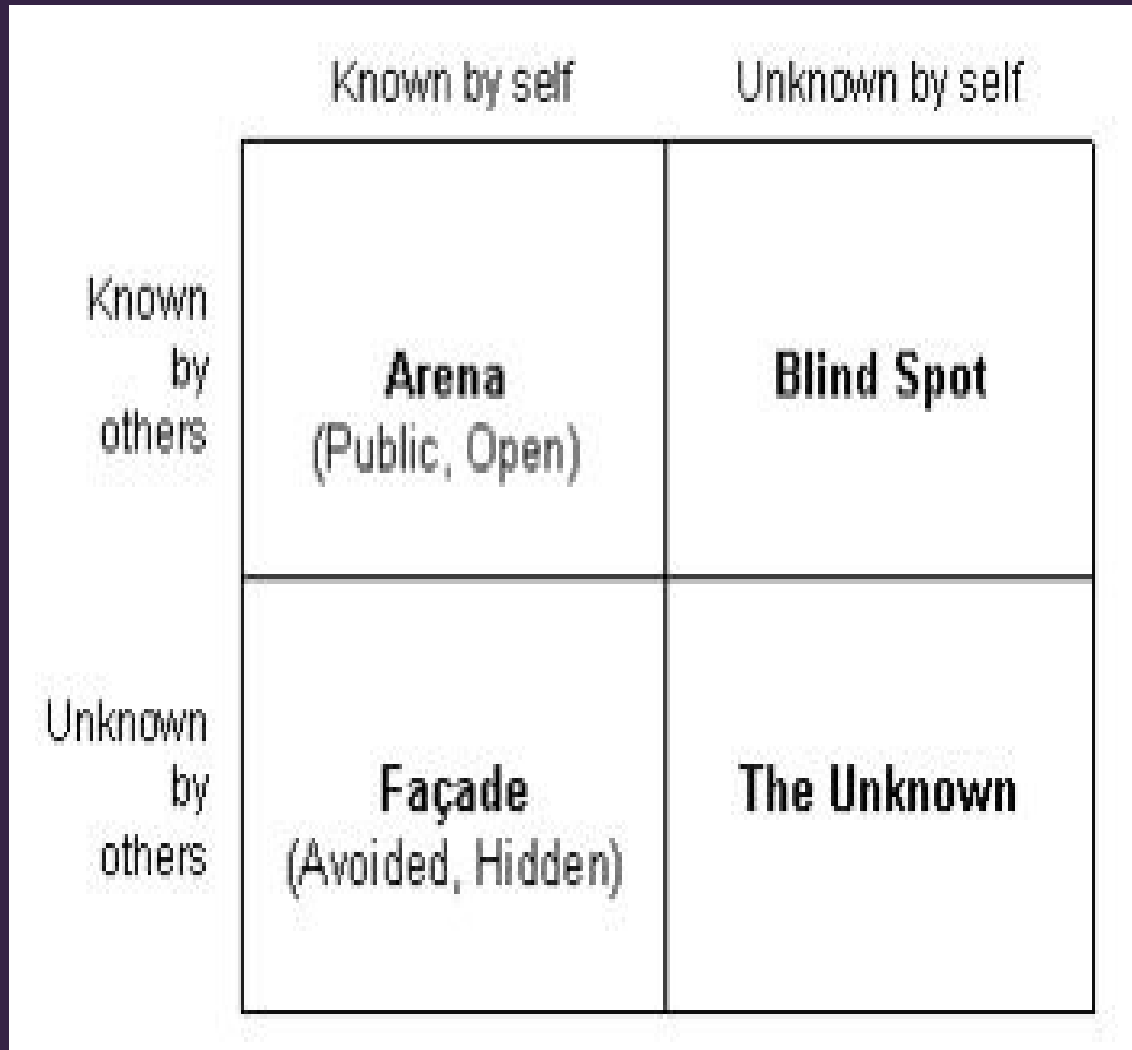 Known by self
Unknown by self
Known
by
others
Arena
(Public, Open)
Blind Spot
Unknown
by
others
Façade
(Avoided, Hidden)
The Unknown